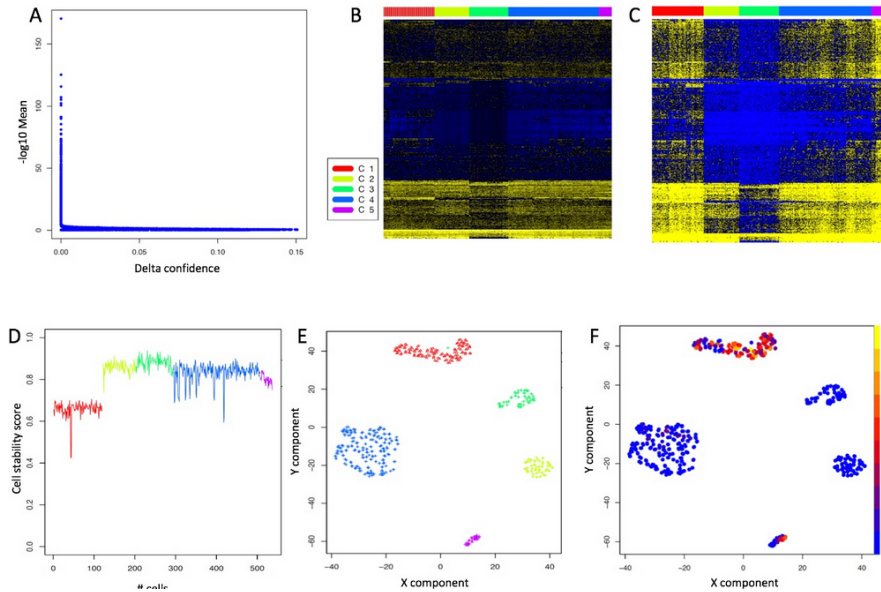 A
B
C
150
100
50
0
-log10 Mean
0.00
0.05
0.10
0.15
Delta confidence
C 1
C 2
C 3
C 4
C 5
D
E
F
1.0
0.8
0.6
0.4
0.2
0.0
Cell stability score
0
100
200
300
400
500
# cells
40
20
0
-20
-40
-60
Y component
-40
-20
0
20
40
X component
40
20
0
-20
-40
-60
Y component
-40
-20
0
20
40
X component